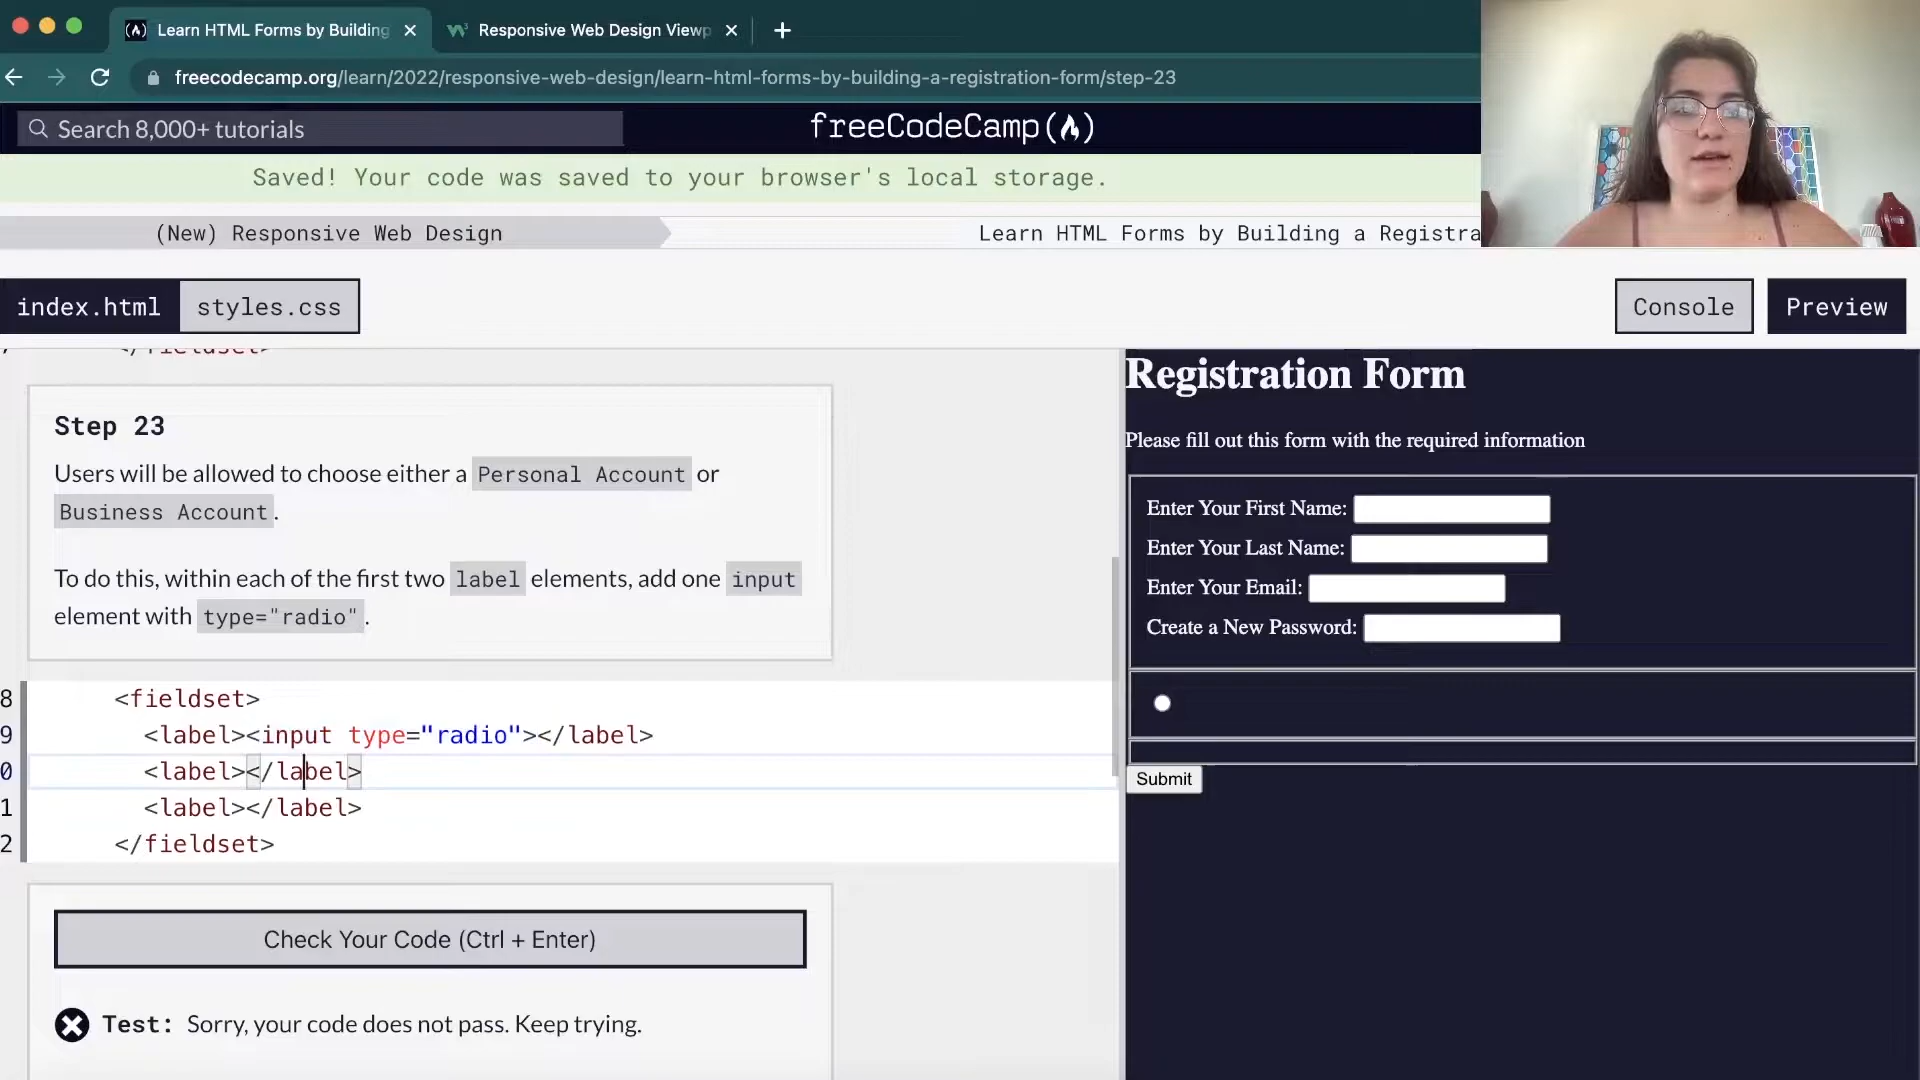 Learn HTML Forms by Building
Responsive Web Design Viewp
freecodecamp.org/learn/2022/responsive-web-design/learn-html-forms-by-building-a-registration-form/step-23
Search 8,000+ tutorials
freeCodeCamp
Saved! Your code was saved to your browser's local storage.
(New) Responsive Web Design
Learn HTML Forms by Building a Registra
index.html
styles.css
Console
Preview
</fieldset>
Step 23
Users will be allowed to choose either a Personal Account or
Business Account.
To do this, within each of the first two label elements, add one input
element with type="radio".
8 <fieldset>
9 <label><input type="radio"></label>
0 <label></label>
1 <label></label>
2 </fieldset>
Check Your Code (Ctrl + Enter)
Test: Sorry, your code does not pass. Keep trying.
Registration Form
Please fill out this form with the required information
Enter Your First Name:
Enter Your Last Name:
Enter Your Email:
Create a New Password:
Submit